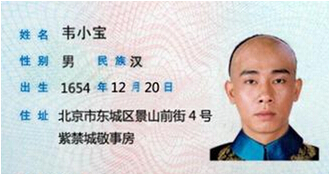 姓名 韦小宝
性别 男 民族 汉
出生 1654 年 12 月 20 日
住址 北京市东城区景山前街4号
紫禁城敬事房